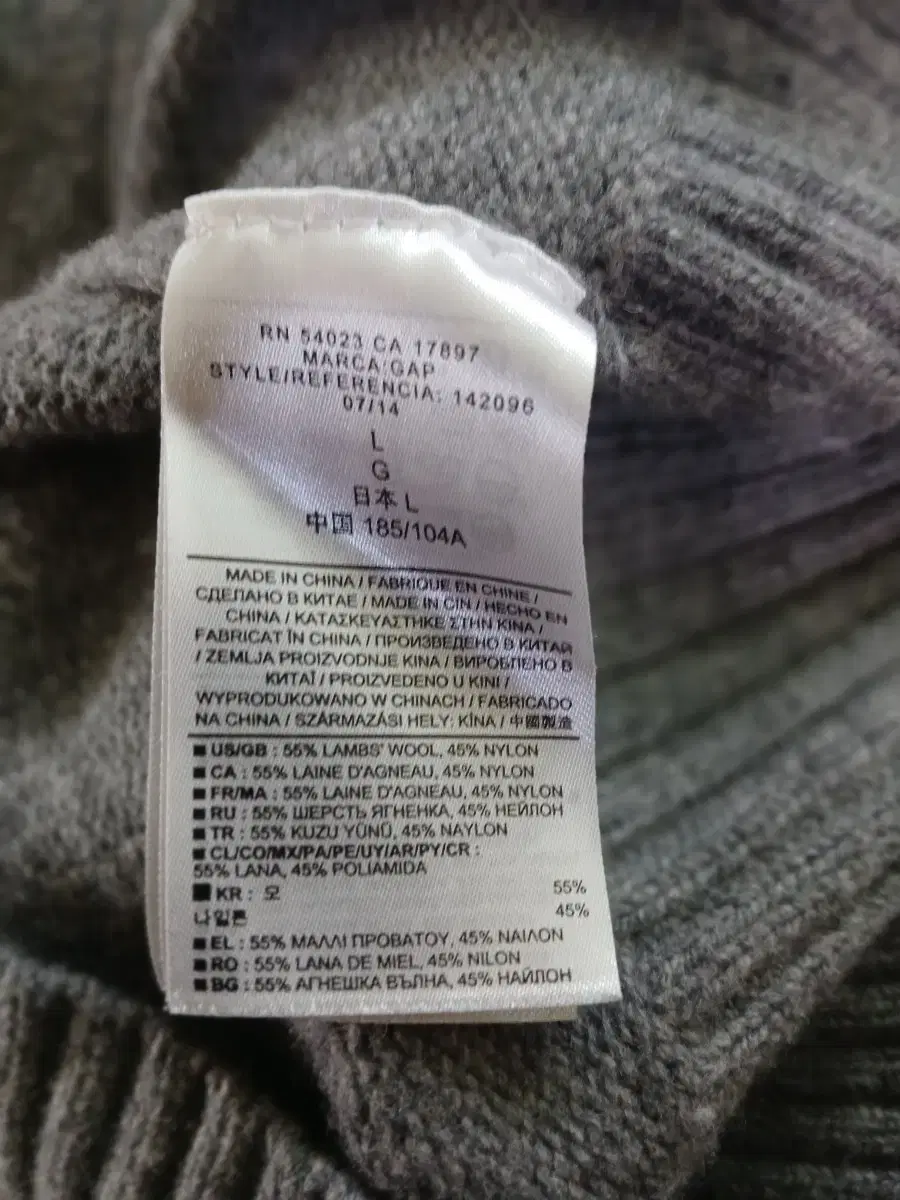 RN 54023 CA 17897
MARCA:GAP
STYLE/REFERENCIA: 142096
07/14
L
G
日本 L
中国 185/104A
MADE IN CHINA / FABRIQUE EN CHINE /
СДЕЛАНО В КИТАЕ / MADE IN CIN / HECHO EN
CHINA / ΚΑΤΑΣΚΕΥΑΣΤΗΚΕ ΣΤΗΝ ΚΙΝΑ /
FABRICAT ÎN CHINA / ПРОИЗВЕДЕНО В КИТАЙ
/ ZEMLJA PROIZVODNJE KINA / ВИРОБЛЕНО В
КИТАЇ / PROIZVEDENO U KINI /
WYPRODUKOWANO W CHINACH / FABRICADO
NA CHINA / SZÁRMAZÁSI HELY: KÍNA / 中國製造
■ US/GB : 55% LAMBS' WOOL, 45% NYLON
■ CA : 55% LAINE D'AGNEAU, 45% NYLON
■ FR/MA : 55% LAINE D'AGNEAU, 45% NYLON
■ RU : 55% ШЕРСТЬ ЯГНЕНКА, 45% НЕЙЛОН
■ TR : 55% KUZU YÜNÜ, 45% NAYLON
■ CL/CO/MX/PA/PE/UY/AR/PY/CR :
55% LANA, 45% POLIAMIDA
■ KR : 모 55%
나일론 45%
■ EL : 55% ΜΑΛΛΙ ΠΡΟΒΑΤΟΥ, 45% ΝΑΙΛΟΝ
■ RO : 55% LANA DE MIEL, 45% NILON
■ BG : 55% АГНЕШКА ВЪЛНА, 45% НАЙЛОН